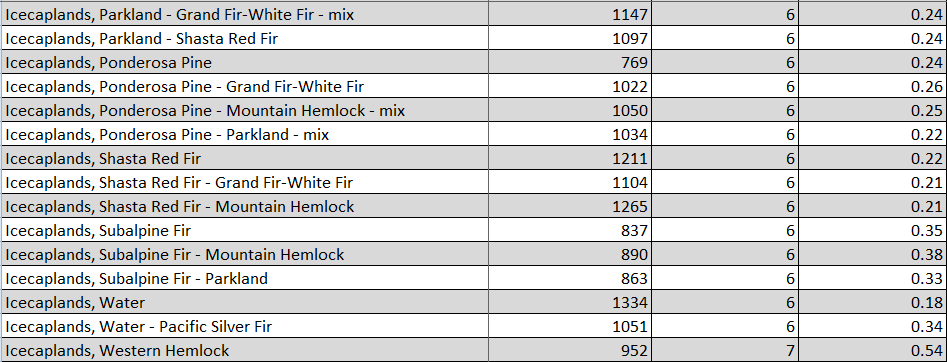 Icecaplands, Parkland - Grand Fir-White Fir - mix 1147 6 0.24
Icecaplands, Parkland - Shasta Red Fir 1097 6 0.24
Icecaplands, Ponderosa Pine 769 6 0.24
Icecaplands, Ponderosa Pine - Grand Fir-White Fir 1022 6 0.26
Icecaplands, Ponderosa Pine - Mountain Hemlock - mix 1050 6 0.25
Icecaplands, Ponderosa Pine - Parkland - mix 1034 6 0.22
Icecaplands, Shasta Red Fir 1211 6 0.22
Icecaplands, Shasta Red Fir - Grand Fir-White Fir 1104 6 0.21
Icecaplands, Shasta Red Fir - Mountain Hemlock 1265 6 0.21
Icecaplands, Subalpine Fir 837 6 0.35
Icecaplands, Subalpine Fir - Mountain Hemlock 890 6 0.38
Icecaplands, Subalpine Fir - Parkland 863 6 0.33
Icecaplands, Water 1334 6 0.18
Icecaplands, Water - Pacific Silver Fir 1051 6 0.34
Icecaplands, Western Hemlock 952 7 0.54